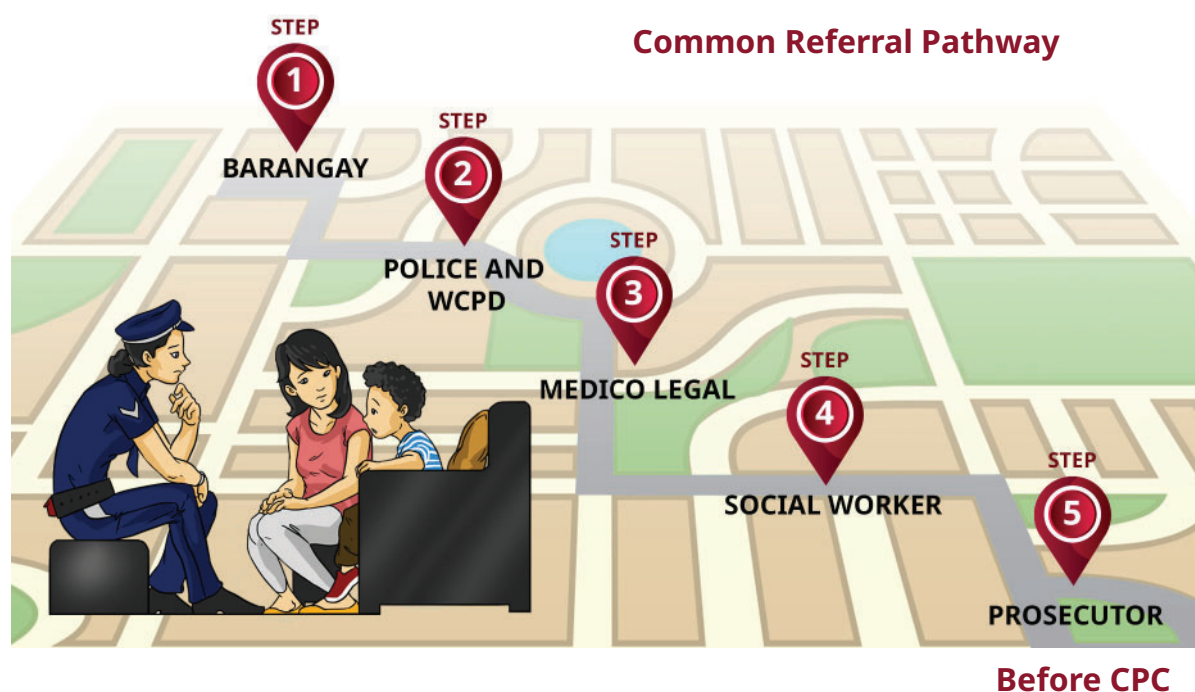 Common Referral Pathway
STEP
1
BARANGAY
STEP
2
POLICE AND
WCPD
STEP
3
MEDICO LEGAL
STEP
4
SOCIAL WORKER
STEP
5
PROSECUTOR
Before CPC